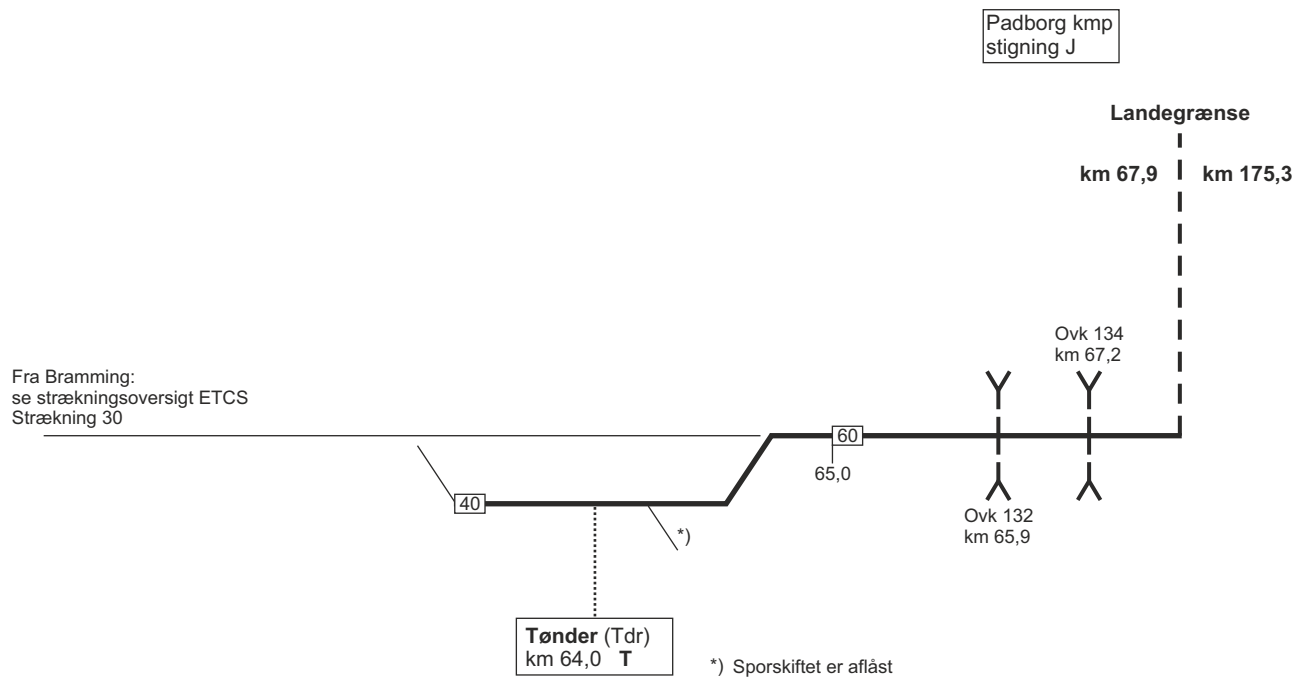 Padborg kmp
stigning J
Landegrænse
km 67,9
km 175,3
Ovk 134
km 67,2
Fra Bramming:
se strækningsoversigt ETCS
Strækning 30
60
65,0
40
Ovk 132
km 65,9
*)
Tønder (Tdr)
km 64,0 T
*) Sporskiftet er aflåst